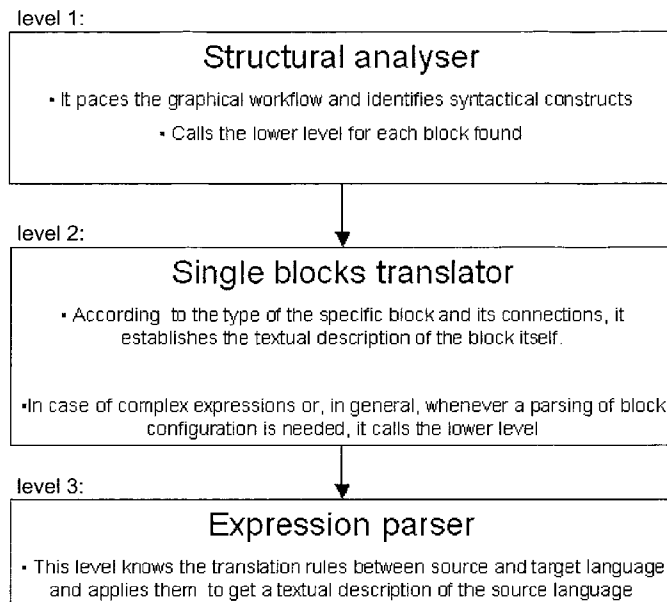 level 1:
Structural analyser
▪ It paces the graphical workflow and identifies syntactical constructs
▪ Calls the lower level for each block found
level 2:
Single blocks translator
▪ According to the type of the specific block and its connections, it
establishes the textual description of the block itself.
▪In case of complex expressions or, in general, whenever a parsing of block
configuration is needed, it calls the lower level
level 3:
Expression parser
▪ This level knows the translation rules between source and target language
and applies them to get a textual description of the source language